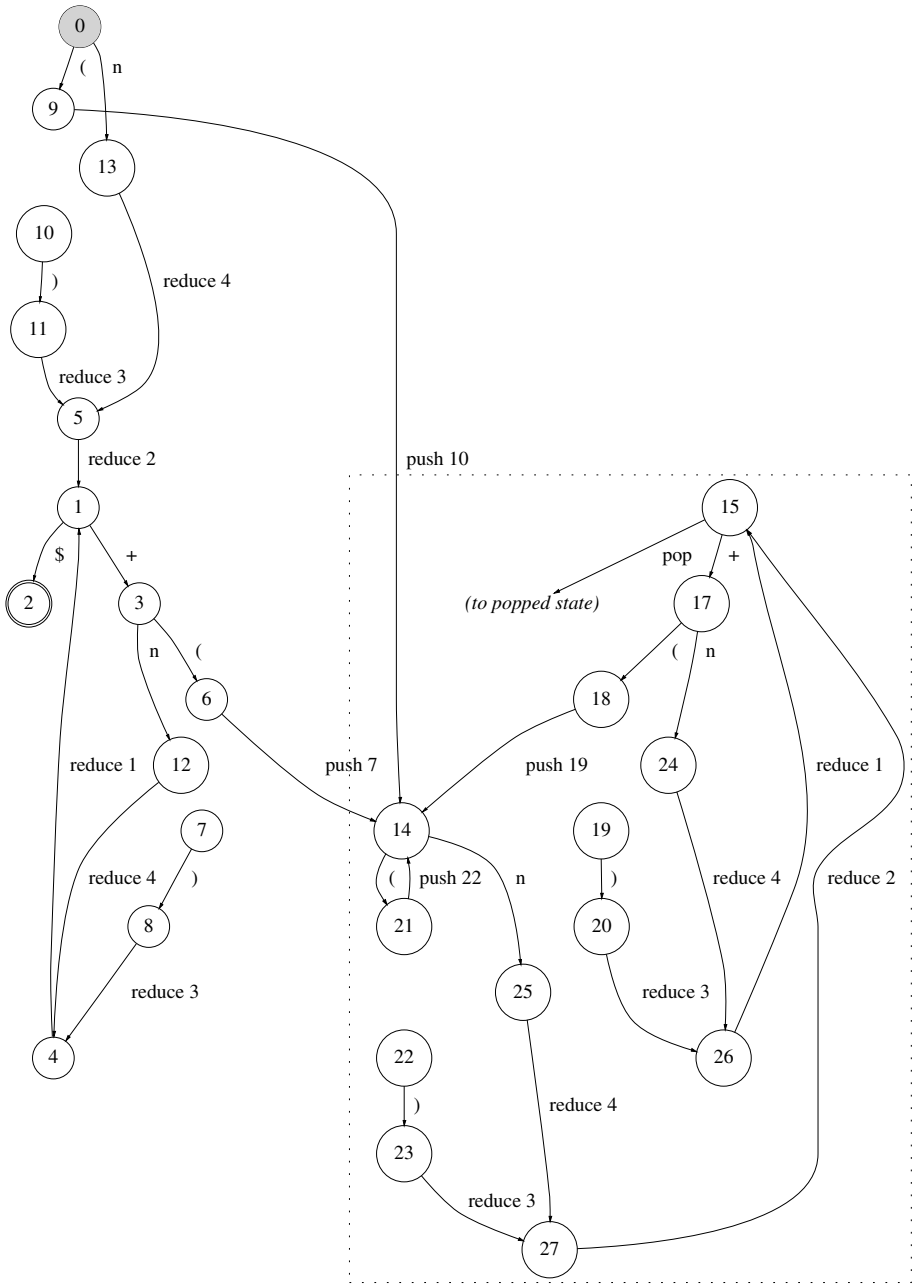 0
( n
9
13
10
reduce 4
)
11
reduce 3
5
reduce 2 push 10
1 15
$ + pop +
2 3 (to popped state) 17
n ( ( n
6 18
reduce 1 12 push 7 push 19 24 reduce 1
7 14 19
reduce 4 ) ( push 22 n ) reduce 4 reduce 2
8 21 20
reduce 3 25 reduce 3
4 22 26
) reduce 4
23
reduce 3
27